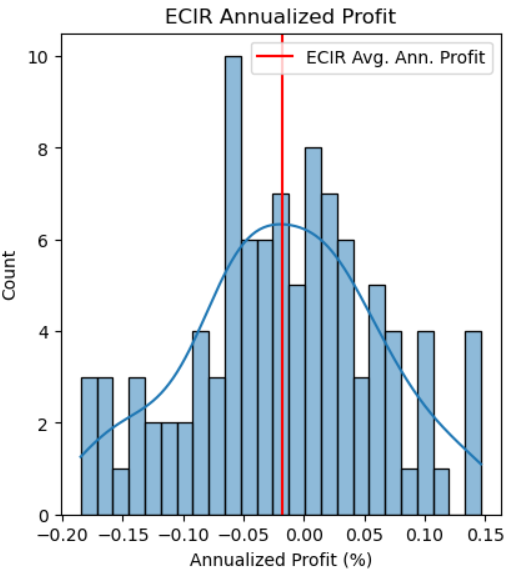 ECIR Annualized Profit
ECIR Avg. Ann. Profit
10
8
6
4
2
0
Count
−0.20 −0.15 −0.10 −0.05 0.00 0.05 0.10 0.15
Annualized Profit (%)